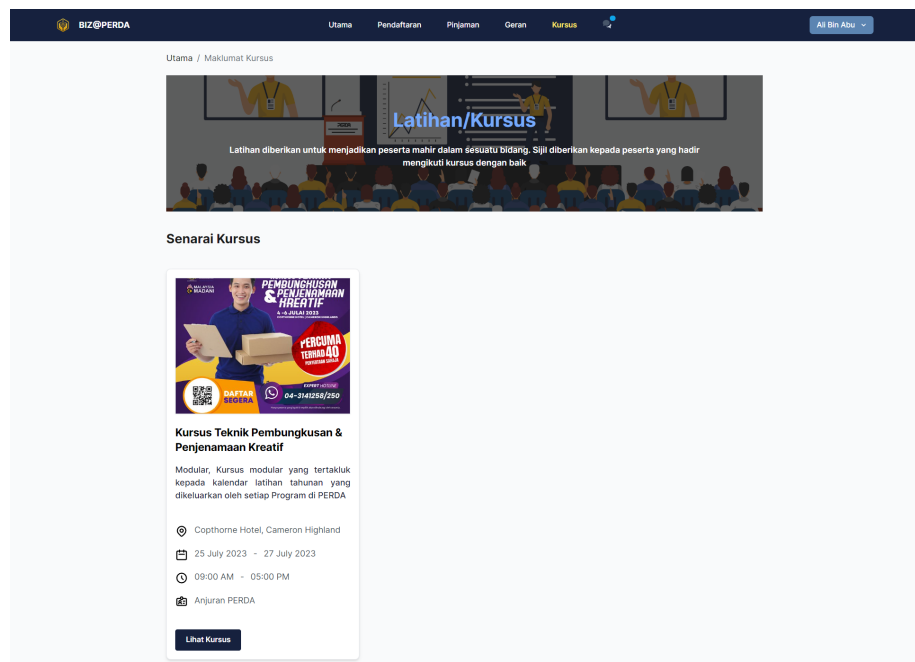 BIZ@PERDA
Utama Pendaftaran Pinjaman Geran Kursus
Ali Bin Abu
Utama / Maklumat Kursus
PERDA
Latihan/Kursus
Latihan diberikan untuk menjadikan peserta mahir dalam sesuatu bidang. Sijil diberikan kepada peserta yang hadir
mengikuti kursus dengan baik
Senarai Kursus
MALAYSIA
MADANI
PEMBUNGKUSAN
& PENJENAMAAN
KREATIF
4 -6 JULAI 2023
PERCUMA
TERHAD 40
DAFTAR
SEGERA
EXPERT HOTLINE
04-3141258/250
Kursus Teknik Pembungkusan &
Penjenamaan Kreatif
Modular, Kursus modular yang tertakluk
kepada kalendar latihan tahunan yang
dikeluarkan oleh setiap Program di PERDA
Copthorne Hotel, Cameron Highland
25 July 2023 - 27 July 2023
09:00 AM - 05:00 PM
Anjuran PERDA
Lihat Kursus